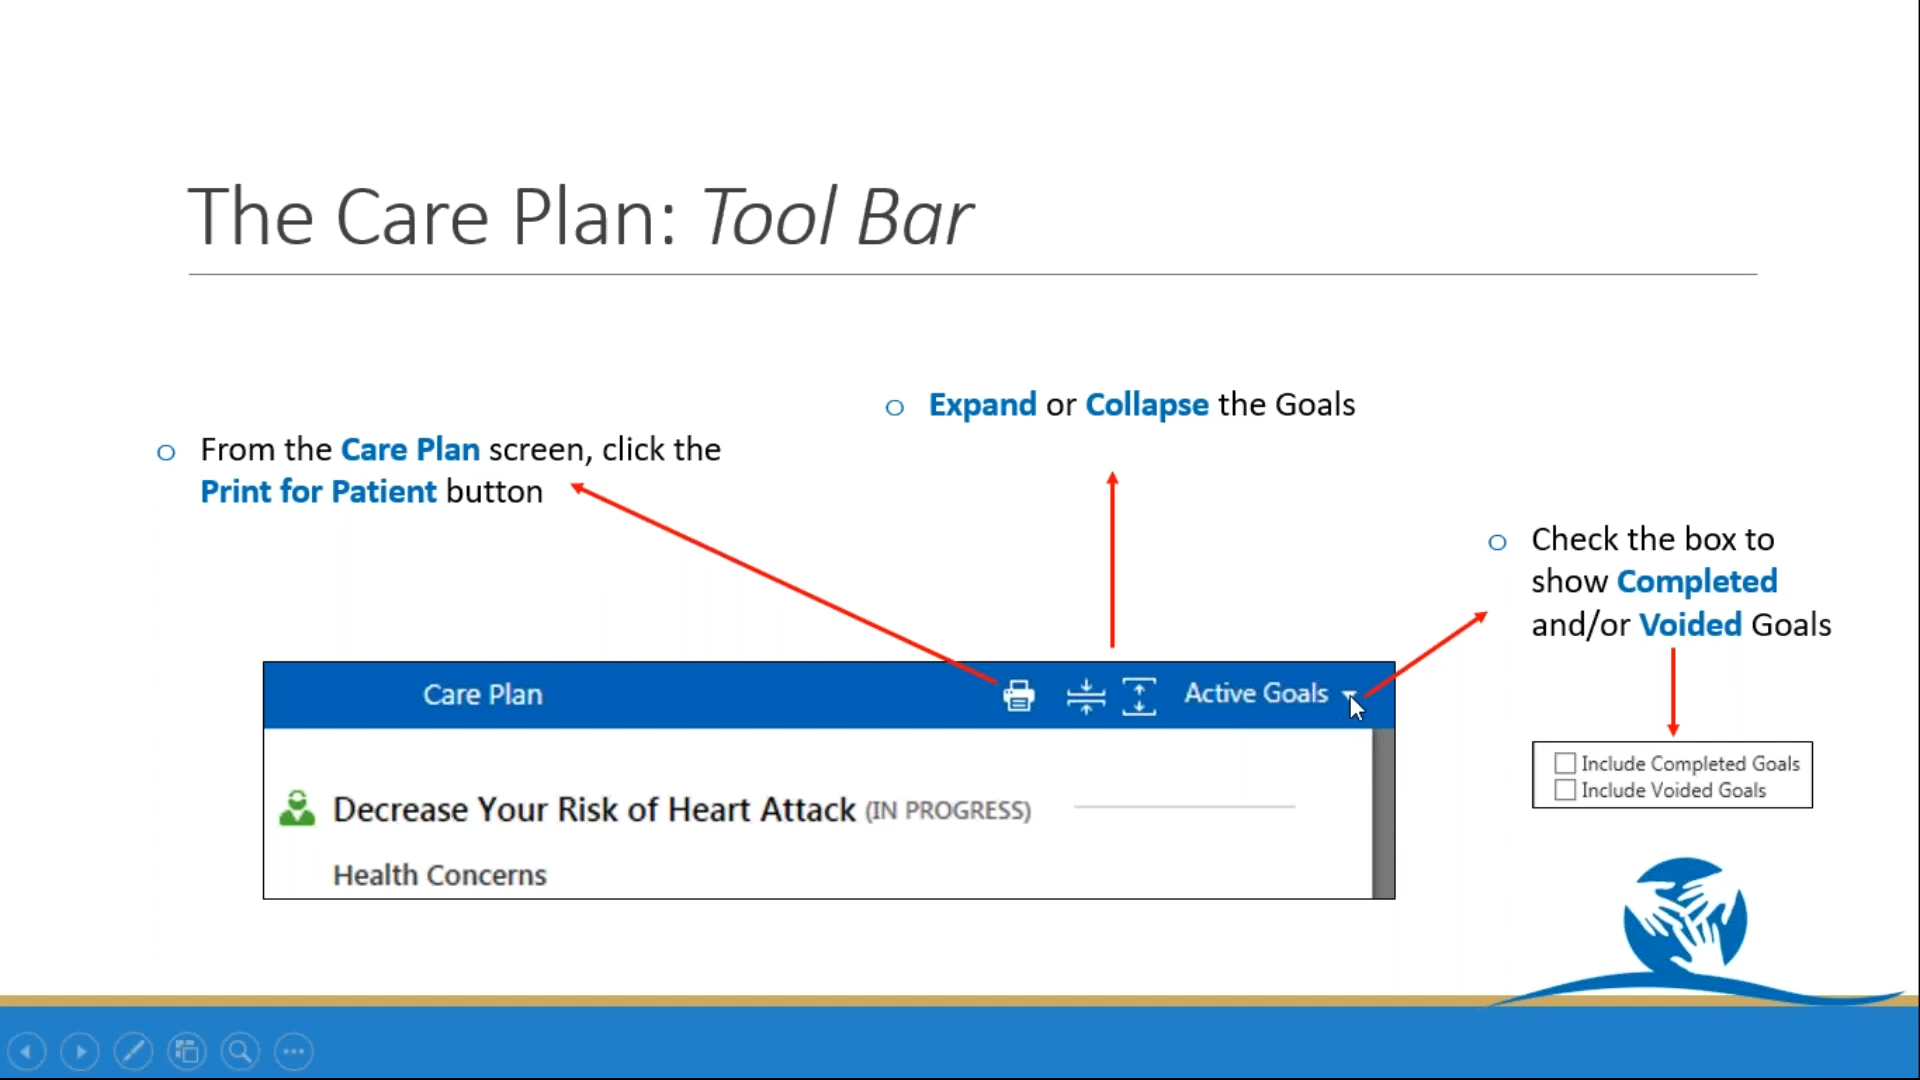 The Care Plan: Tool Bar
From the Care Plan screen, click the
Print for Patient button
Expand or Collapse the Goals
Check the box to
show Completed
and/or Voided Goals
Care Plan
Active Goals
Decrease Your Risk of Heart Attack (IN PROGRESS)
Health Concerns
Include Completed Goals
Include Voided Goals